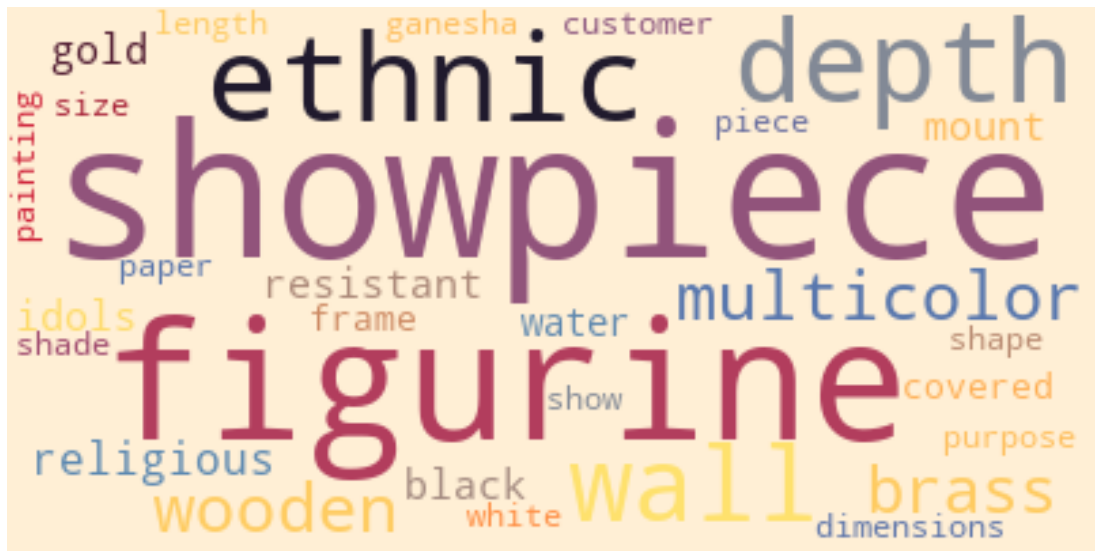 length ganesha customer
gold ethnic depth
size piece mount
painting
showpiece
paper resistant multicolor
idols frame water
shade figurine shape
show covered
religious purpose
black wall brass
wooden white dimensions